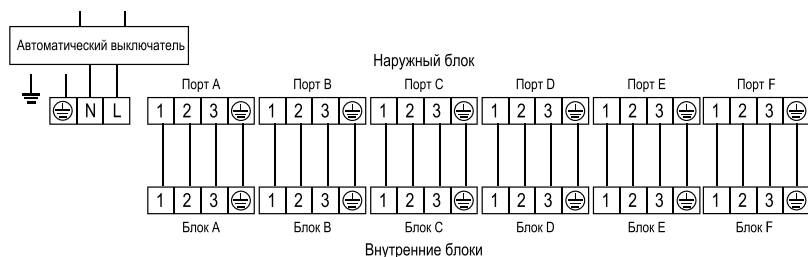 Автоматический выключатель
Наружный блок
Порт A Порт B Порт C Порт D Порт E Порт F
N L 1 2 3 1 2 3 1 2 3 1 2 3 1 2 3 1 2 3
1 2 3 1 2 3 1 2 3 1 2 3 1 2 3 1 2 3
Блок A Блок B Блок C Блок D Блок E Блок F
Внутренние блоки